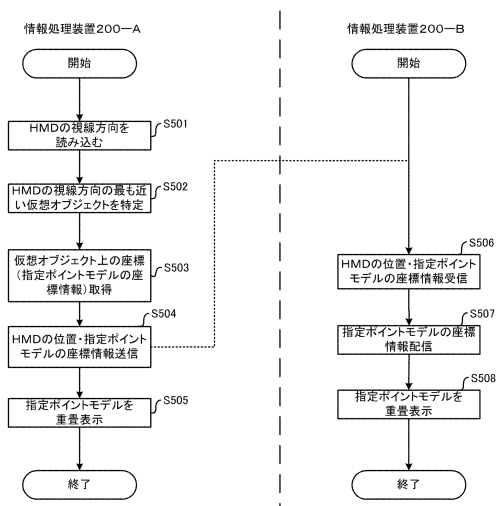 情報処理装置200ーA
開始
S501
HMDの視線方向を
読み込む
S502
HMDの視線方向の最も近
い仮想オブジェクトを特定
仮想オブジェクト上の座標
(指定ポイントモデルの座
標情報)取得
S503
S504
HMDの位置・指定ポイント
モデルの座標情報送信
指定ポイントモデルを
重畳表示
S505
終了
情報処理装置200ーB
開始
S506
HMDの位置・指定ポイント
モデルの座標情報受信
S507
指定ポイントモデルの座標
情報配信
S508
指定ポイントモデルを
重畳表示
終了